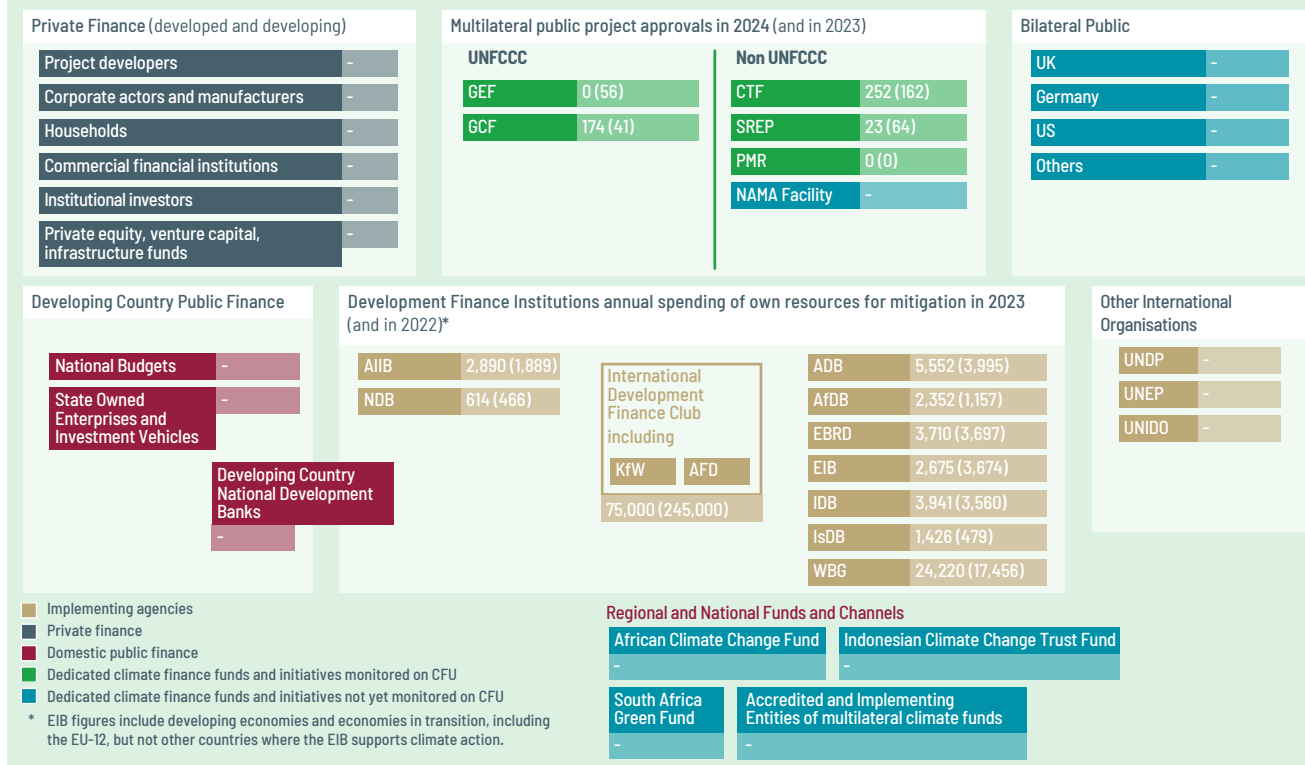 Private Finance (developed and developing)
Project developers -
Corporate actors and manufacturers -
Households -
Commercial financial institutions -
Institutional investors -
Private equity, venture capital, -
infrastructure funds
Multilateral public project approvals in 2024 (and in 2023)
UNFCCC
GEF 0 (56)
GCF 174 (41)
Non UNFCCC
CTF 252 (162)
SREP 23 (64)
PMR 0 (0)
NAMA Facility -
Bilateral Public
UK -
Germany -
US -
Others -
Developing Country Public Finance
National Budgets -
State Owned -
Enterprises and
Investment Vehicles
Developing Country
National Development
Banks
-
Development Finance Institutions annual spending of own resources for mitigation in 2023
(and in 2022)*
AIIB 2,890 (1,889)
NDB 614 (466)
International
Development
Finance Club
including
KfW AFD
75,000 (245,000)
ADB 5,552 (3,995)
AfDB 2,352 (1,157)
EBRD 3,710 (3,697)
EIB 2,675 (3,674)
IDB 3,941 (3,560)
IsDB 1,426 (479)
WBG 24,220 (17,456)
Other International
Organisations
UNDP -
UNEP -
UNIDO -
Implementing agencies
Private finance
Domestic public finance
Dedicated climate finance funds and initiatives monitored on CFU
Dedicated climate finance funds and initiatives not yet monitored on CFU
* EIB figures include developing economies and economies in transition, including
the EU-12, but not other countries where the EIB supports climate action.
Regional and National Funds and Channels
African Climate Change Fund
-
Indonesian Climate Change Trust Fund
-
South Africa
Green Fund
-
Accredited and Implementing
Entities of multilateral climate funds
-